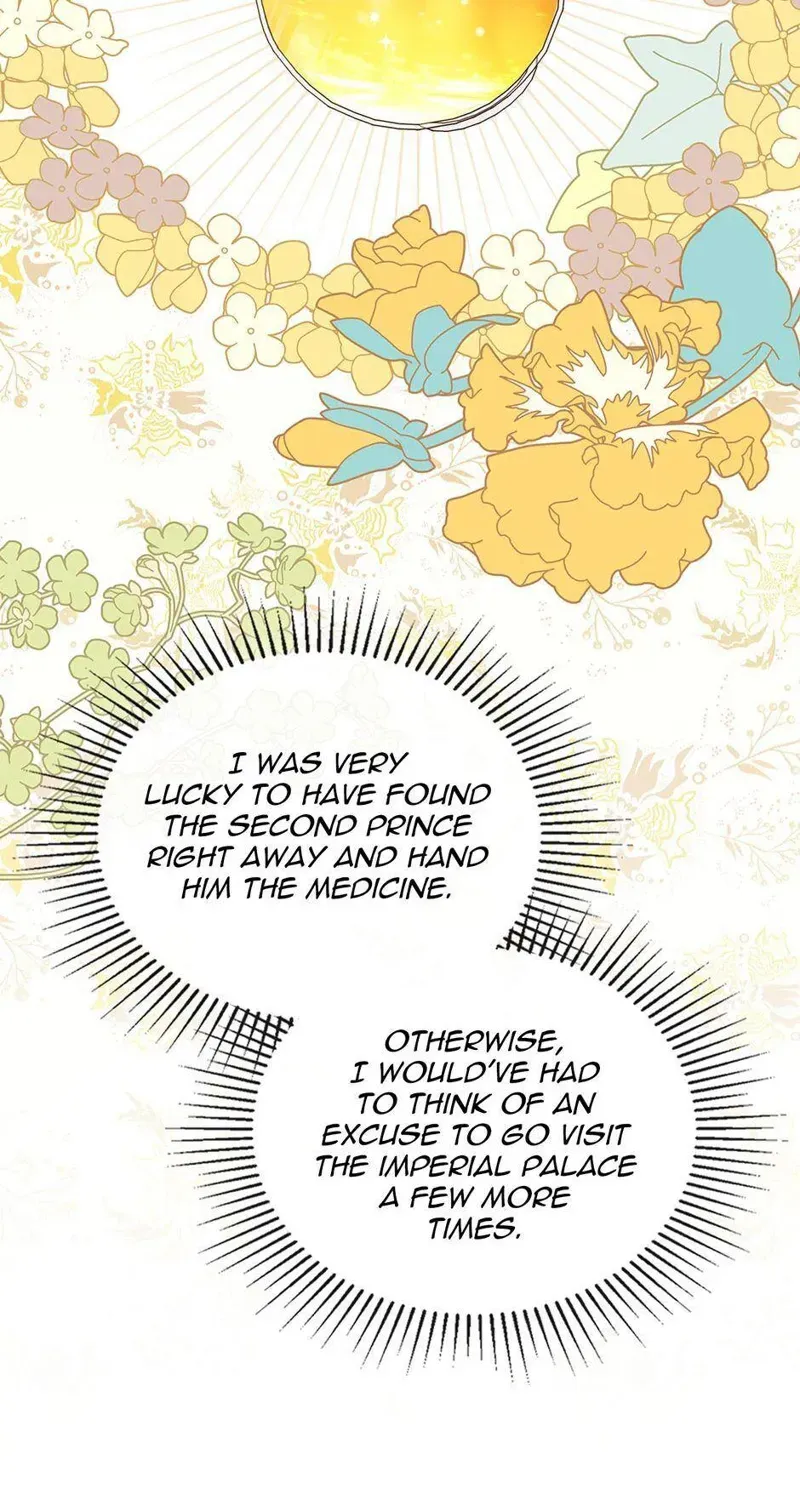 I WAS VERY
LUCKY TO HAVE FOUND
THE SECOND PRINCE
RIGHT AWAY AND HAND
HIM THE MEDICINE.
OTHERWISE,
I WOULD'VE HAD
TO THINK OF AN
EXCUSE TO GO VISIT
THE IMPERIAL PALACE
A FEW MORE
TIMES.